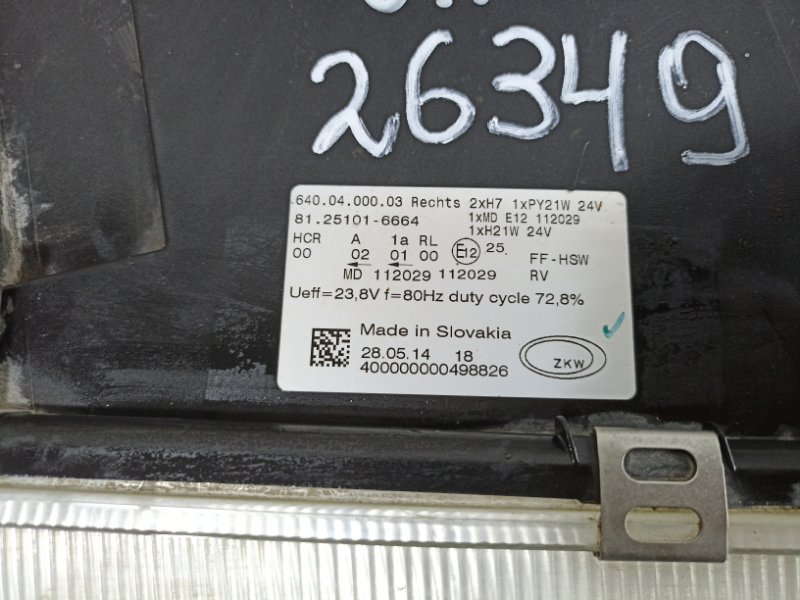 26349
640.04.000.03 Rechts 2xH7 1xPY21W 24V
81.25101-6664 1xMD E12 112029
1xH21W 24V
HCR A 1a RL E12 25.
00 02 01 00 FF-HSW
MD 112029 112029 RV
Ueff=23,8V f=80Hz duty cycle 72,8%
Made in Slovakia
28.05.14 18
400000000498826
ZKW